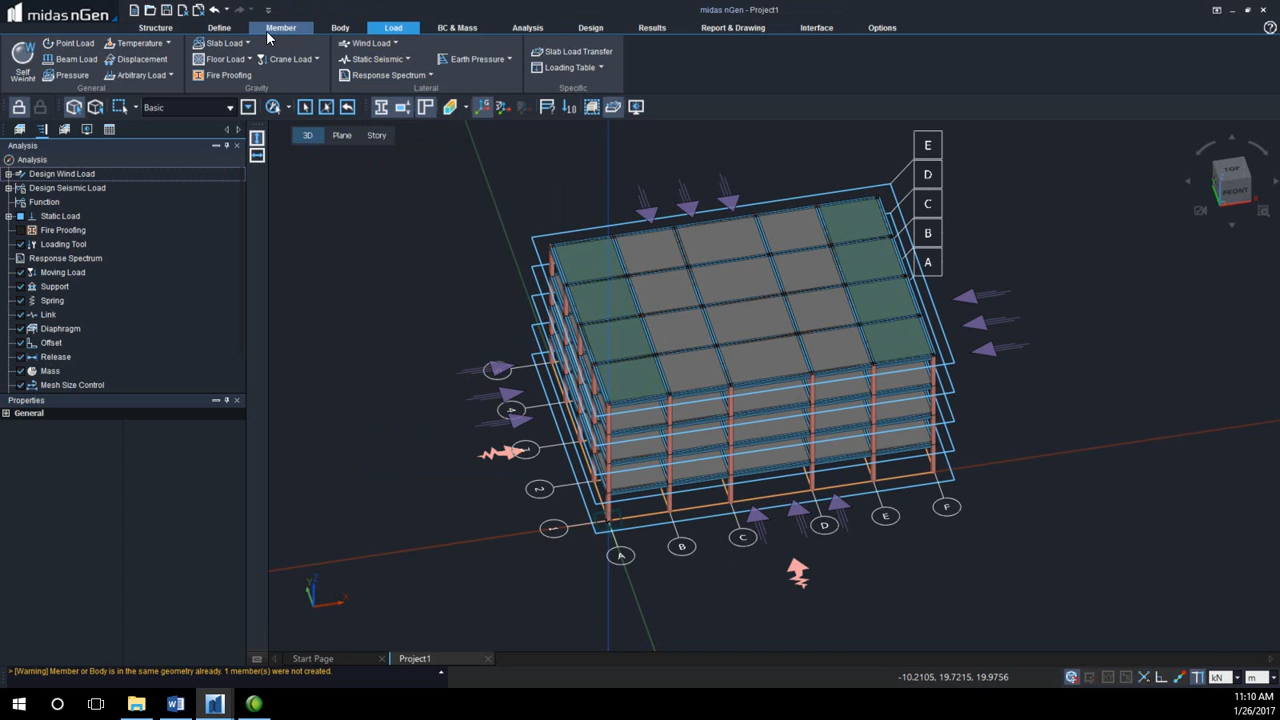 midas nGen
midas nGen - Project1
Structure Define Member Body Load BC & Mass Analysis Design Results Report & Drawing Interface Options
Self Weight
Point Load Temperature
Beam Load Displacement
Pressure Arbitrary Load
General
Slab Load
Floor Load Crane Load
Fire Proofing
Gravity
Wind Load
Static Seismic Earth Pressure
Response Spectrum
Lateral
Slab Load Transfer
Loading Table
Specific
Basic
Analysis
Analysis
Design Wind Load
Design Seismic Load
Function
Static Load
Fire Proofing
Loading Tool
Response Spectrum
Moving Load
Support
Spring
Link
Diaphragm
Offset
Release
Mass
Mesh Size Control
Properties
General
3D Plane Story
E
D
C
B
A
TOP
FRONT
4
2
1
A
B
C
D
E
F
Z
Y
X
Start Page Project1
> [Warning] Member or Body is in the same geometry already. 1 member(s) were not created.
-10.2105, 19.7215, 19.9756
kN m
11:10 AM
1/26/2017